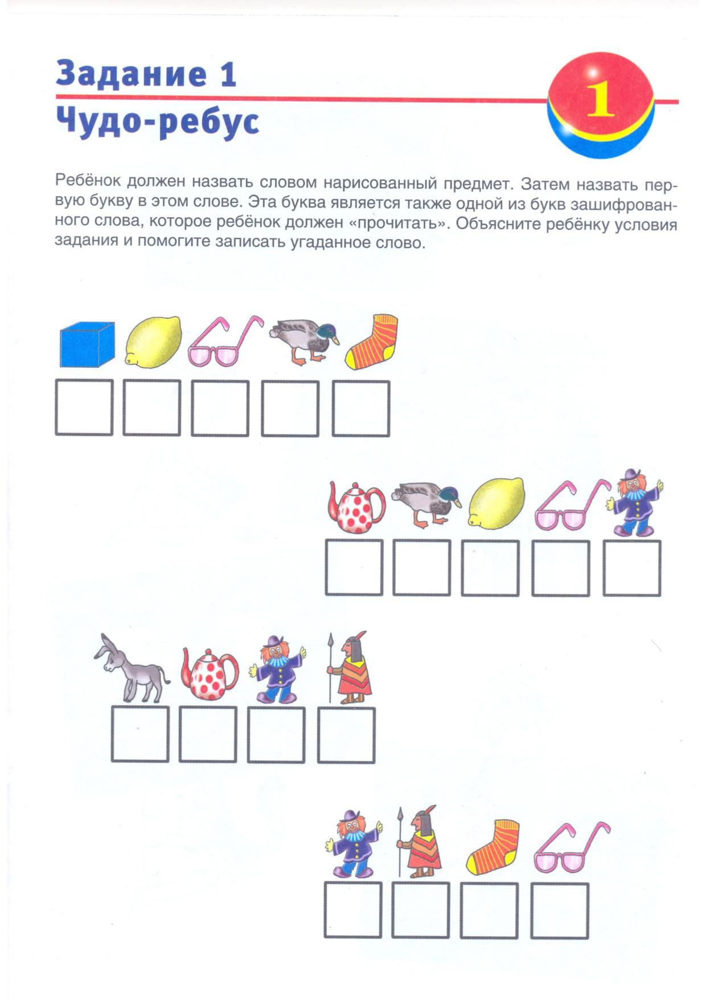 Задание 1
1
Чудо-ребус
Ребёнок должен назвать словом нарисованный предмет. Затем назвать пер-
вую букву в этом слове. Эта буква является также одной из букв зашифрован-
ного слова, которое ребёнок должен «прочитать». Объясните ребёнку условия
задания и помогите записать угаданное слово.